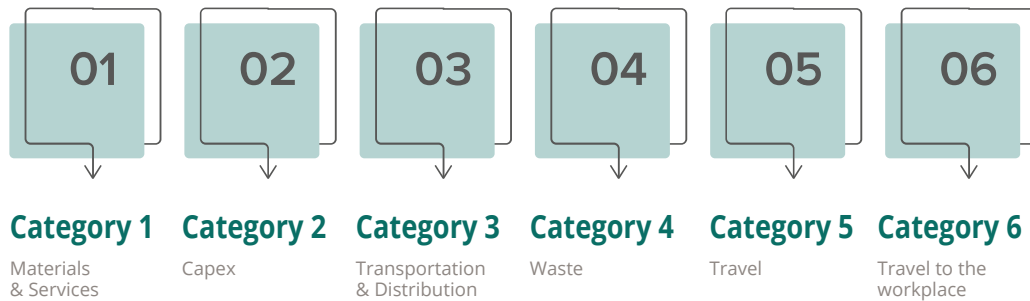 01 02 03 04 05 06
Category 1 Category 2 Category 3 Category 4 Category 5 Category 6
Materials Capex Transportation Waste Travel Travel to the
& Services & Distribution workplace